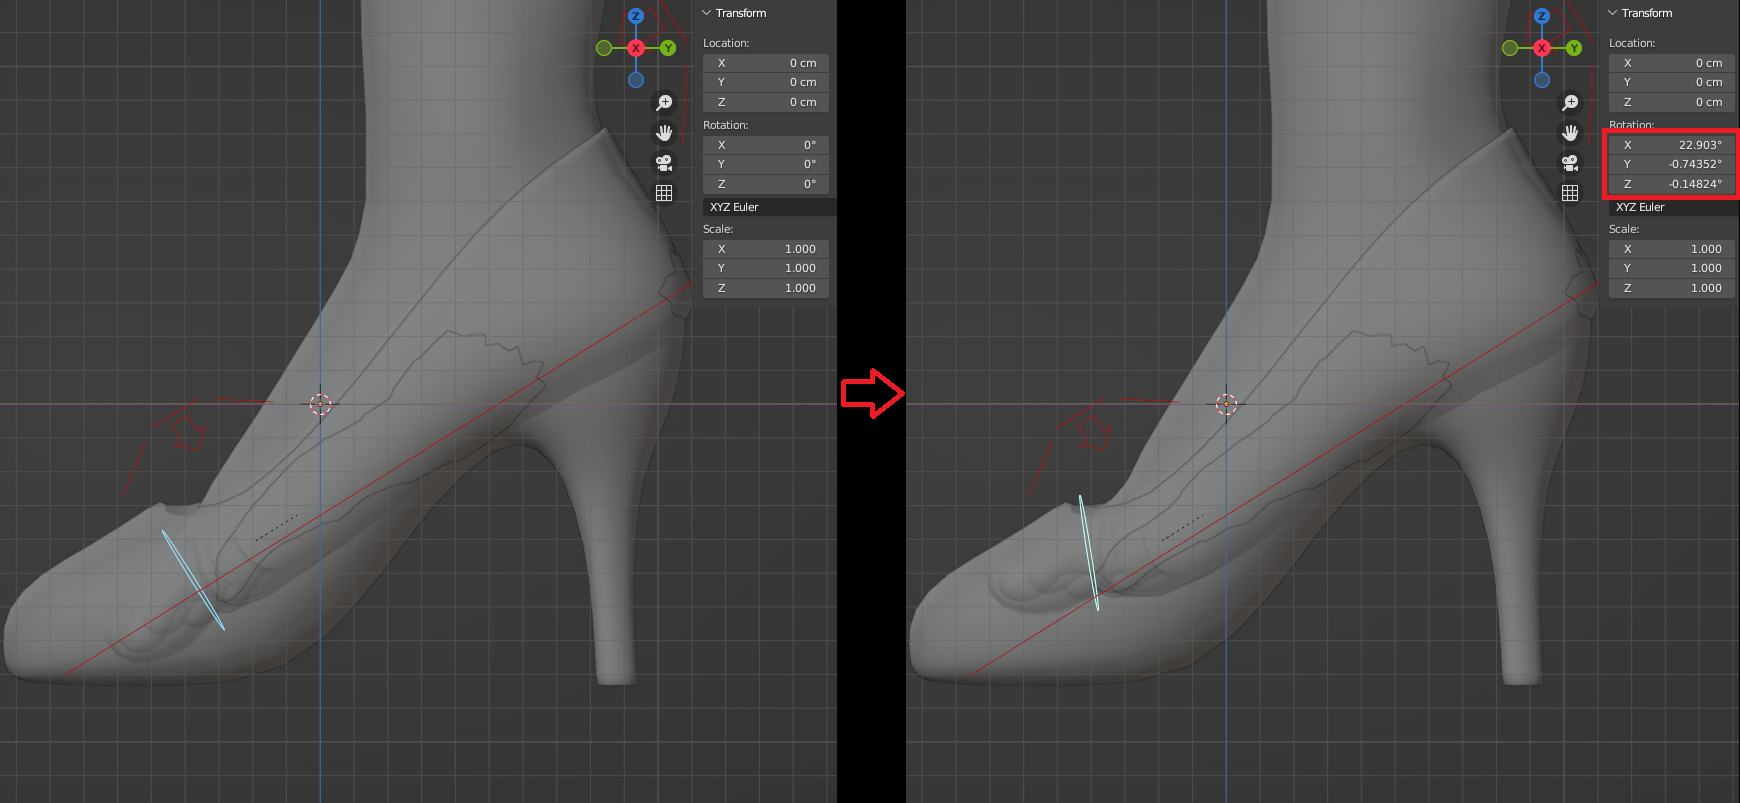 Transform
Location:
X 0 cm
Y 0 cm
Z 0 cm
Rotation:
X 0°
Y 0°
Z 0°
XYZ Euler
Scale:
X 1.000
Y 1.000
Z 1.000
Z
X
Y
Transform
Location:
X 0 cm
Y 0 cm
Z 0 cm
Rotation:
X 22.903°
Y -0.74352°
Z -0.14824°
XYZ Euler
Scale:
X 1.000
Y 1.000
Z 1.000
Z
X
Y